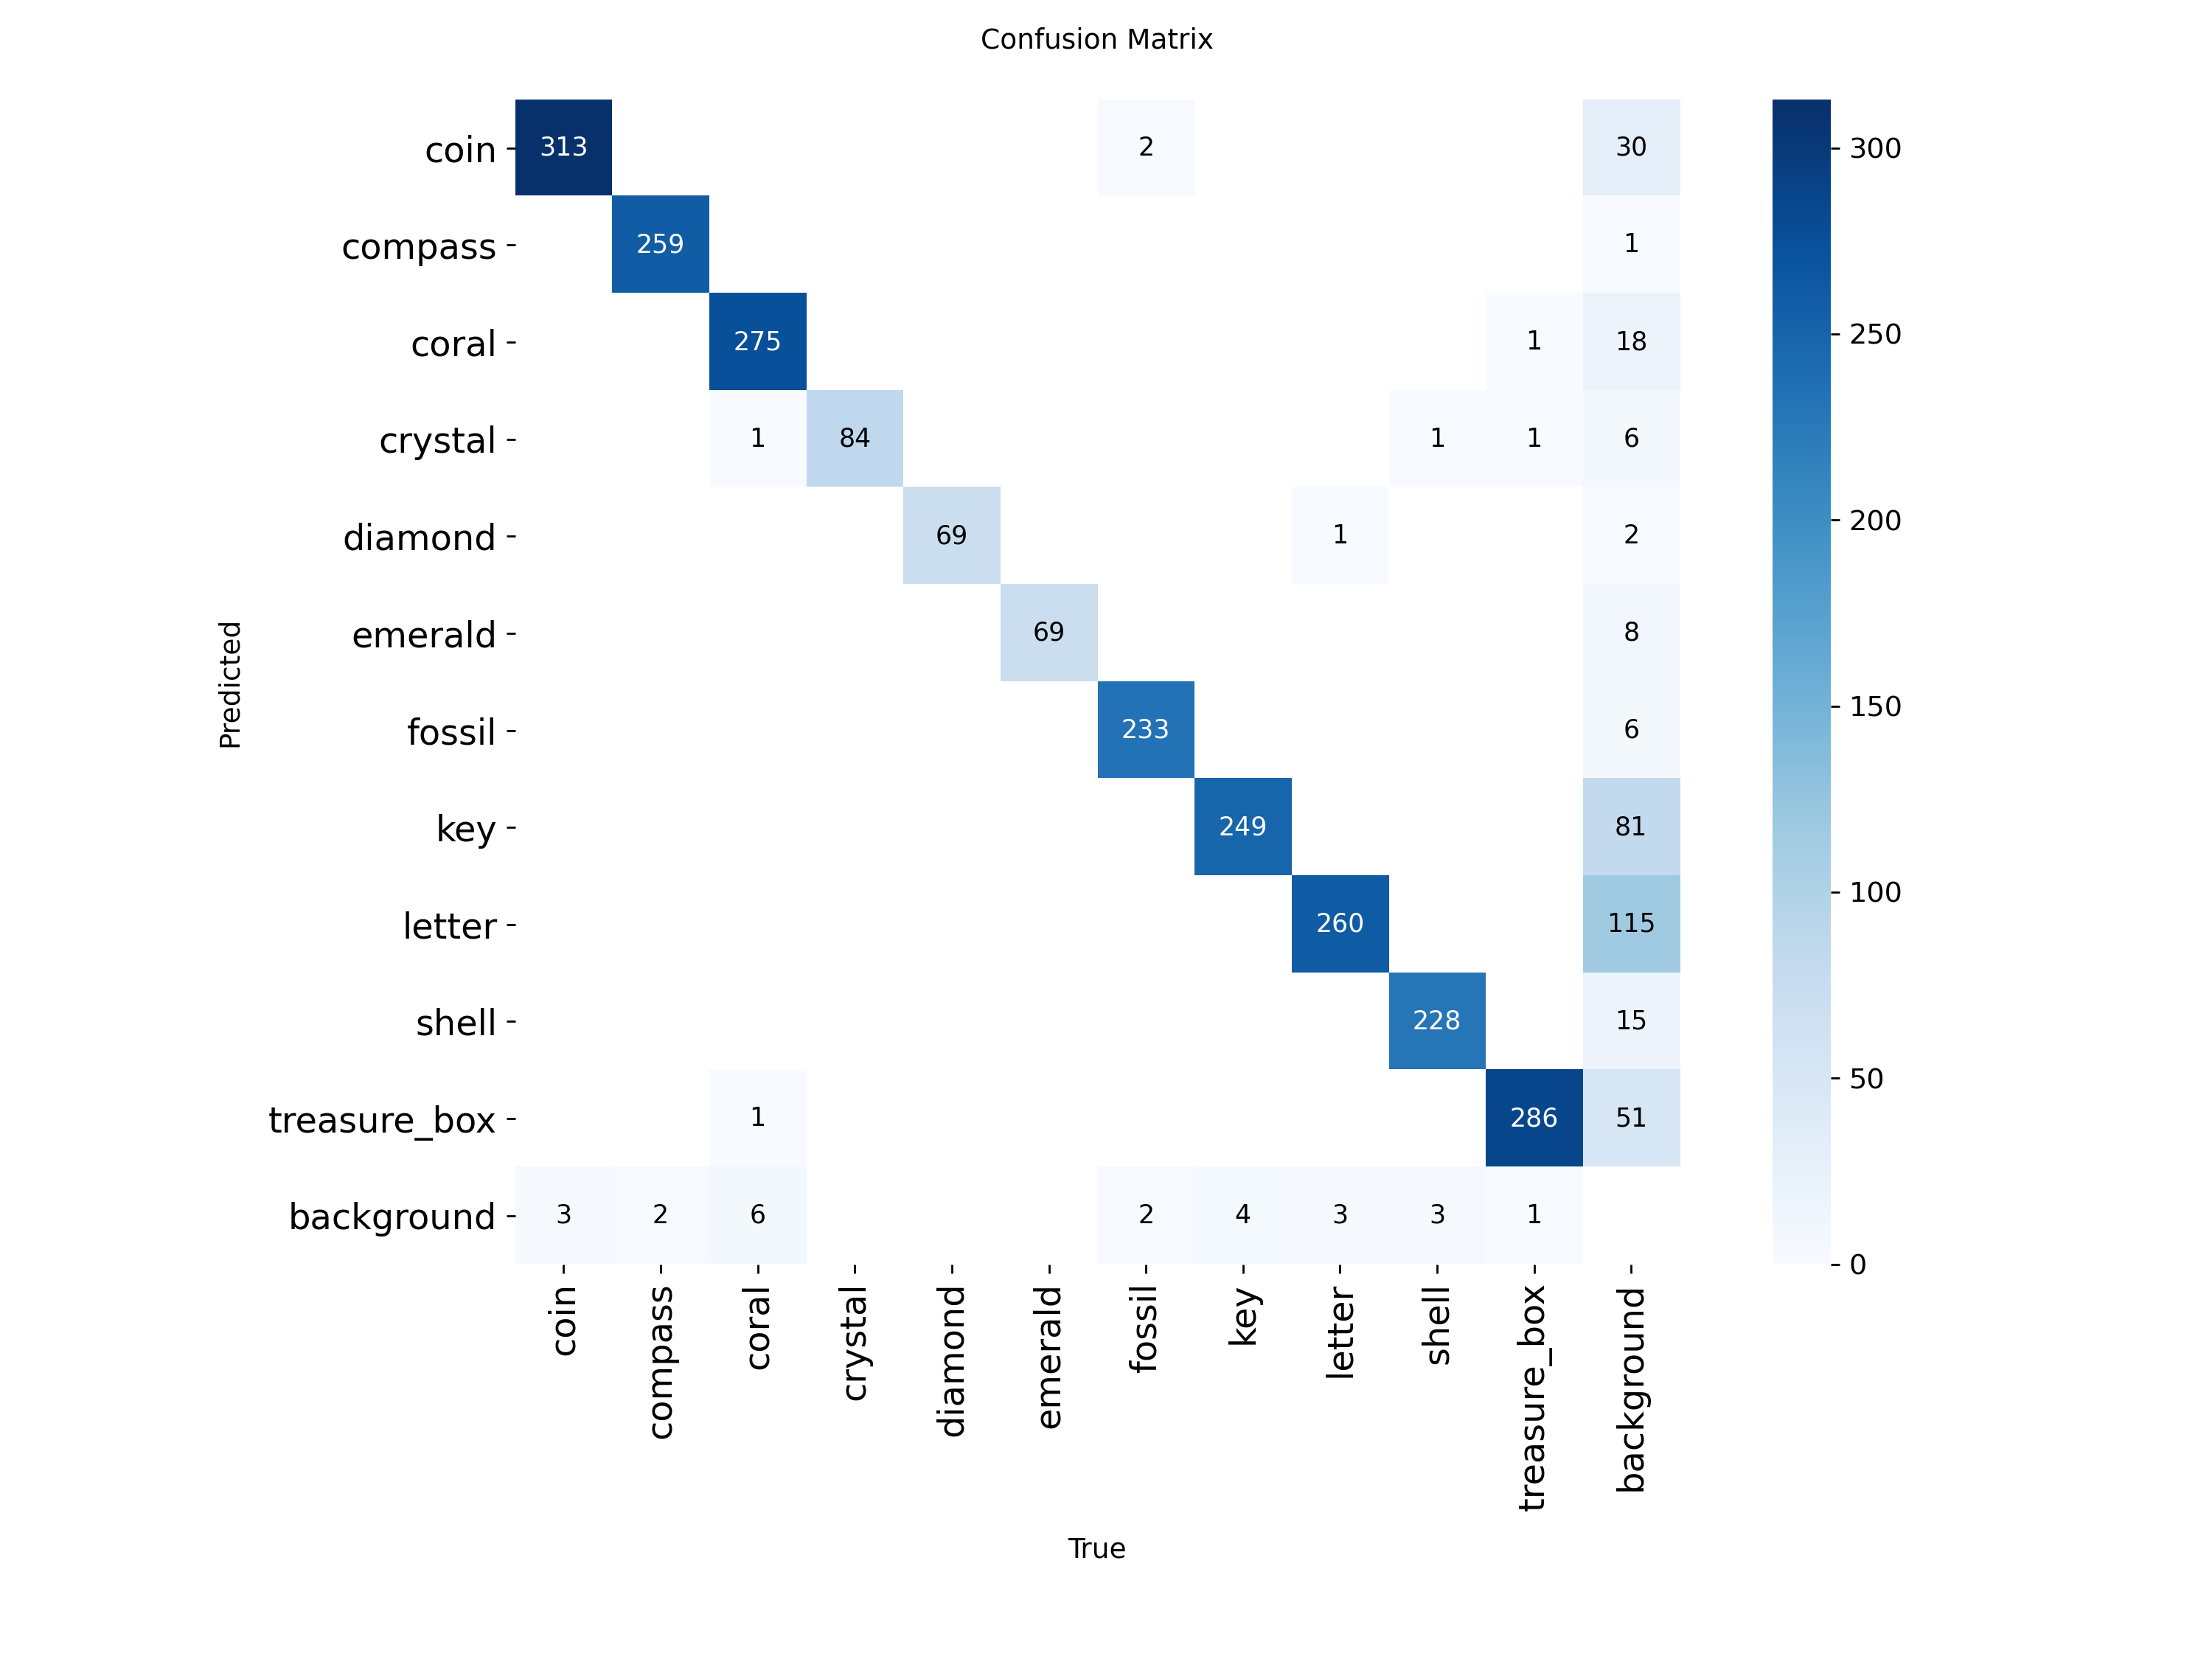 Confusion Matrix
coin 313 2 30
compass 259 1
coral 275 1 18
crystal 1 84 1 1 6
diamond 69 1 2
emerald 69 8
fossil 233 6
key 249 81
letter 260 115
shell 228 15
treasure_box 1 286 51
background 3 2 6 2 4 3 3 1
coin compass coral crystal diamond emerald fossil key letter shell treasure_box background
Predicted
True
300
250
200
150
100
50
0